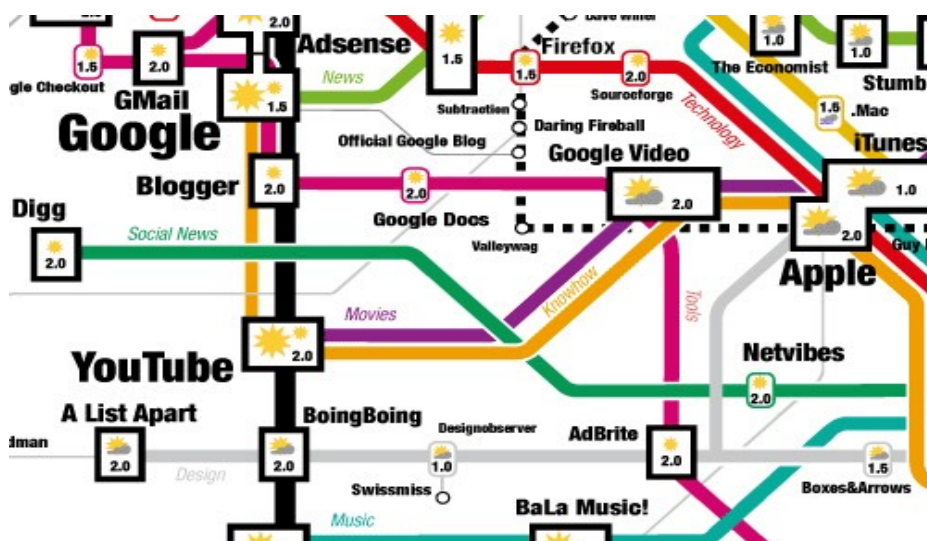 2.0
Dave Winer
Adsense
1.5
Firefox
1.0
1.0
1.5
2.0
News
1.5
2.0
The Economist
Stumb
gle Checkout
GMail
1.5
Sourceforge
1.5
.Mac
Subtraction
Technology
Google
Official Google Blog
Daring Fireball
iTunes
Google Video
Blogger
2.0
2.0
2.0
1.0
Digg
Google Docs
2.0
Social News
Valleywag
Guy
2.0
Apple
Knowhow
Tools
Movies
2.0
YouTube
Netvibes
2.0
A List Apart
BoingBoing
Designobserver
AdBrite
dman
2.0
2.0
1.0
2.0
1.5
Design
Swissmiss
Boxes&Arrows
BaLa Music!
Music